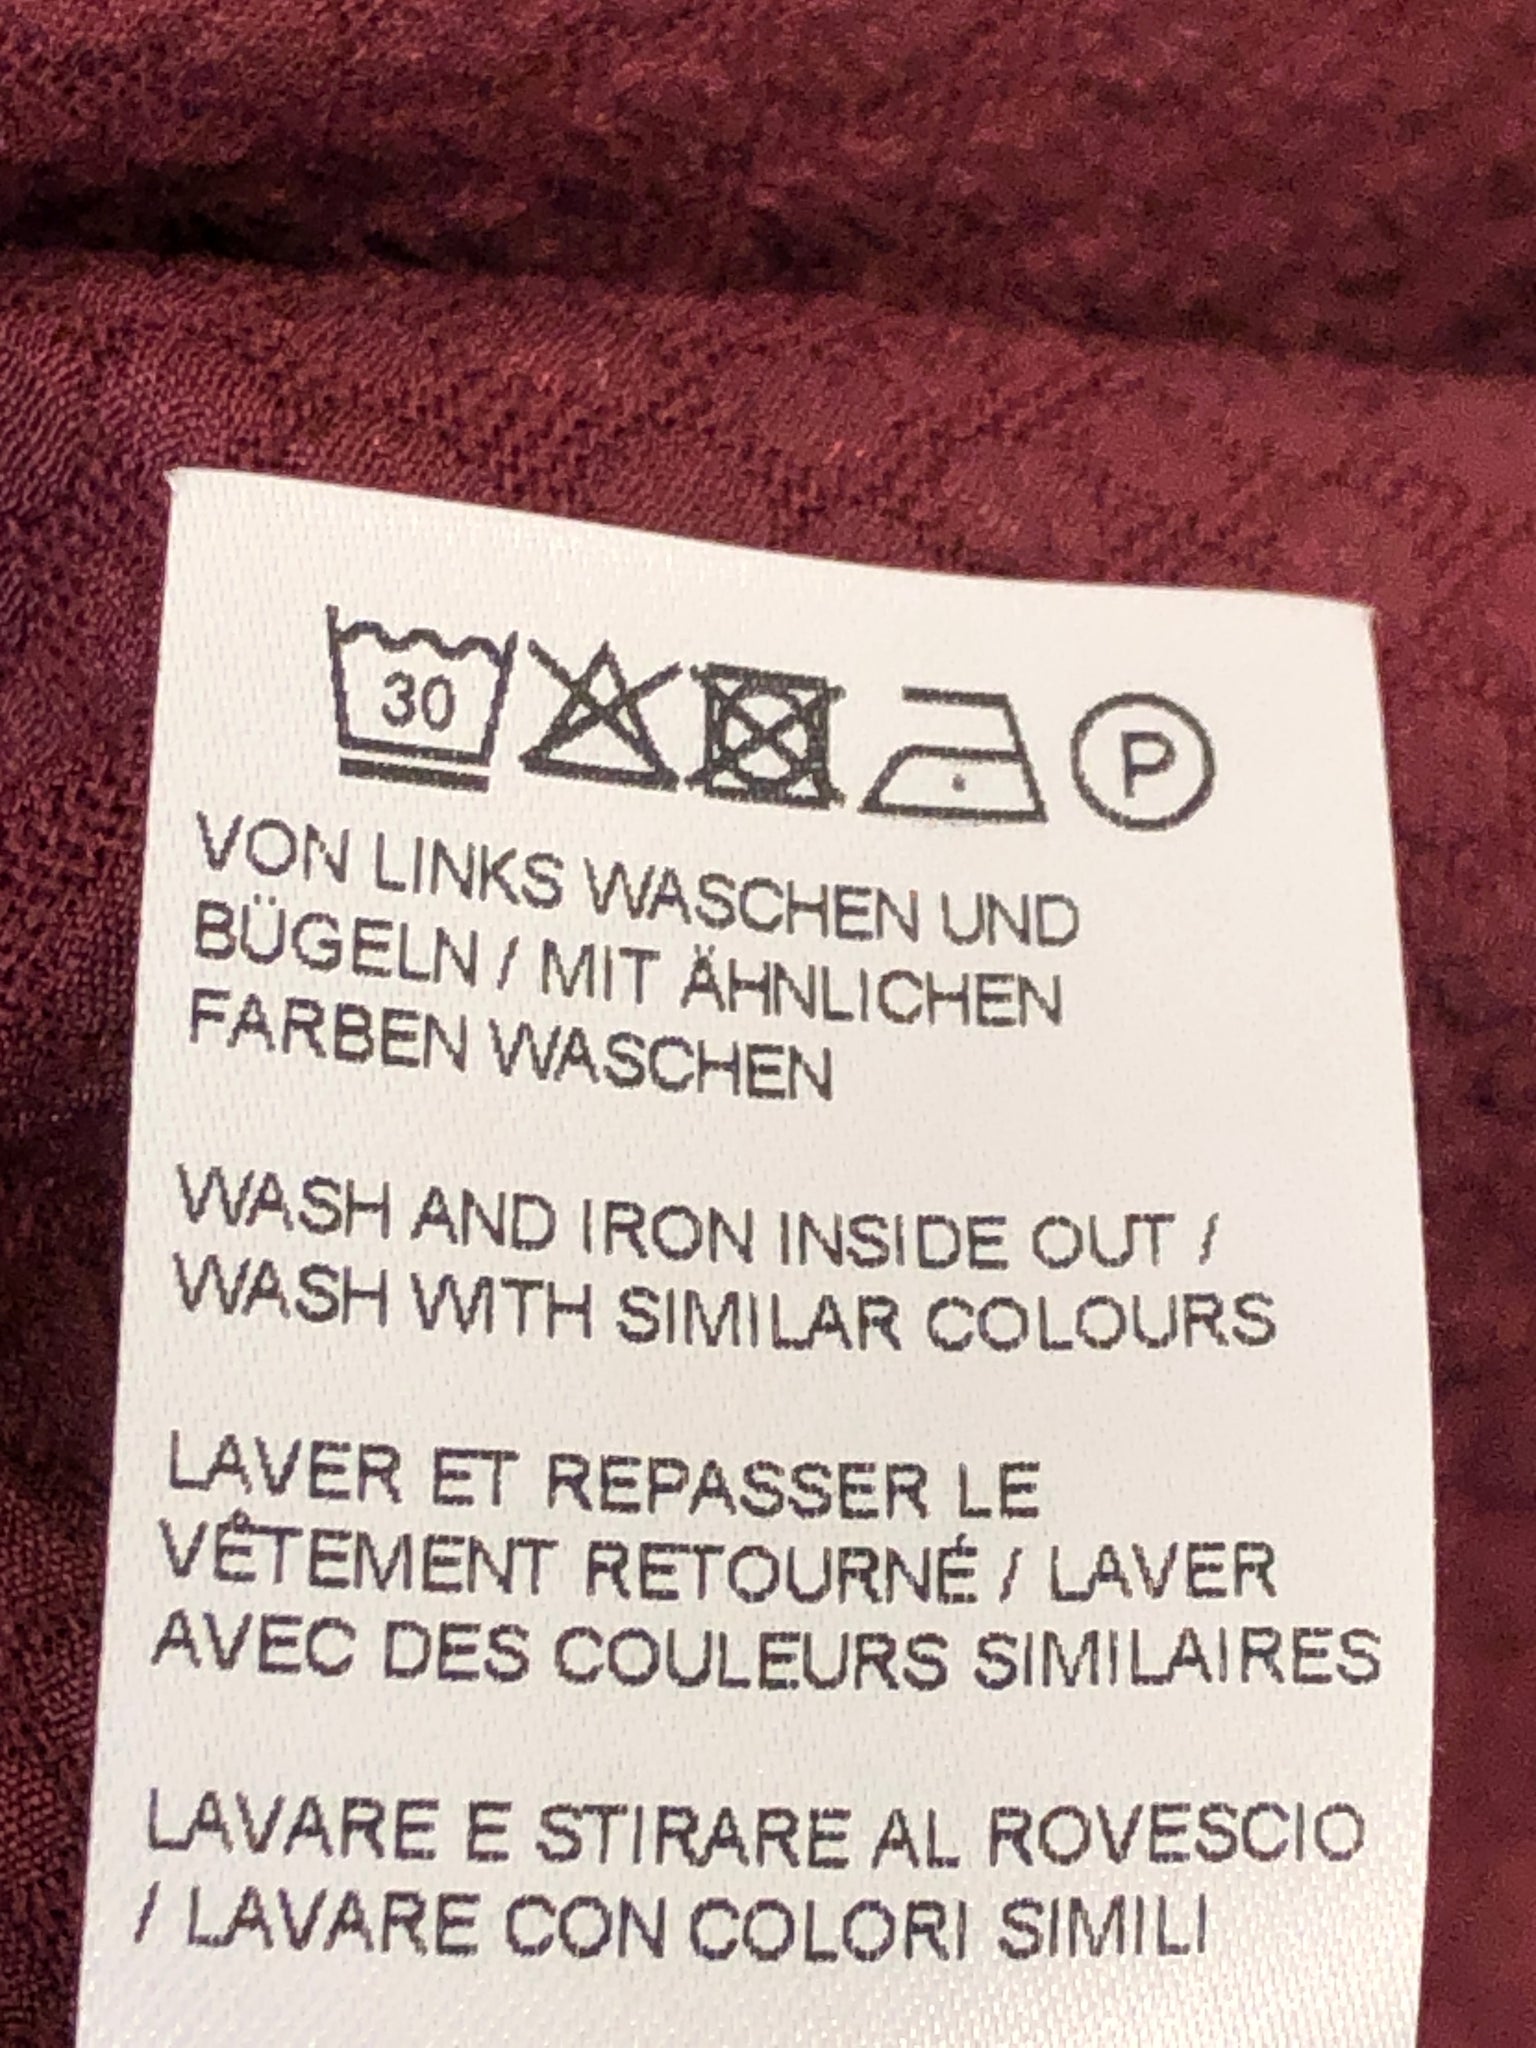 30 P
VON LINKS WASCHEN UND
BÜGELN / MIT ÄHNLICHEN
FARBEN WASCHEN
WASH AND IRON INSIDE OUT /
WASH WITH SIMILAR COLOURS
LAVER ET REPASSER LE
VÊTEMENT RETOURNÉ / LAVER
AVEC DES COULEURS SIMILAIRES
LAVARE E STIRARE AL ROVESCIO
/ LAVARE CON COLORI SIMILI